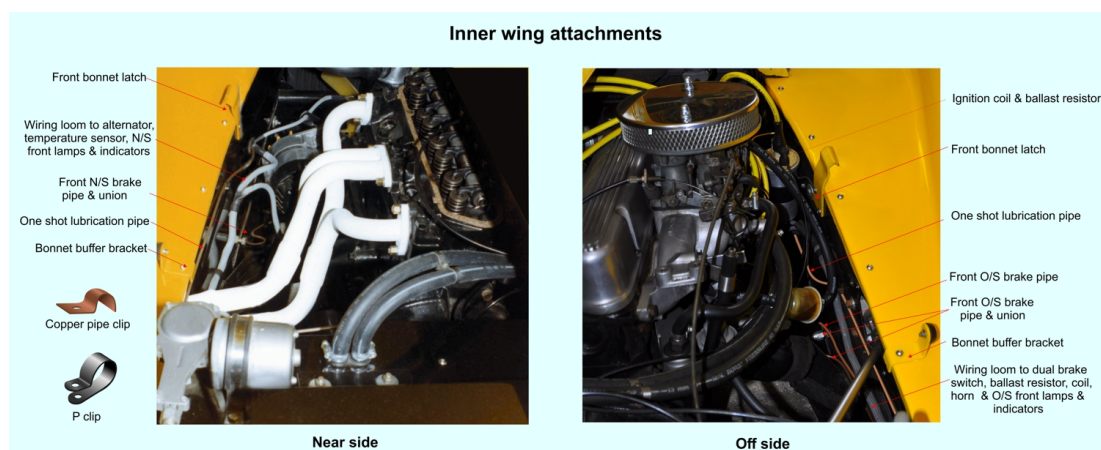 Inner wing attachments
Front bonnet latch
Wiring loom to alternator,
temperature sensor, N/S
front lamps & indicators
Front N/S brake
pipe & union
One shot lubrication pipe
Bonnet buffer bracket
Copper pipe clip
P clip
Near side
Ignition coil & ballast resistor
Front bonnet latch
One shot lubrication pipe
Front O/S brake pipe
Front O/S brake
pipe & union
Bonnet buffer bracket
Wiring loom to dual brake
switch, ballast resistor, coil,
horn & O/S front lamps &
indicators
Off side